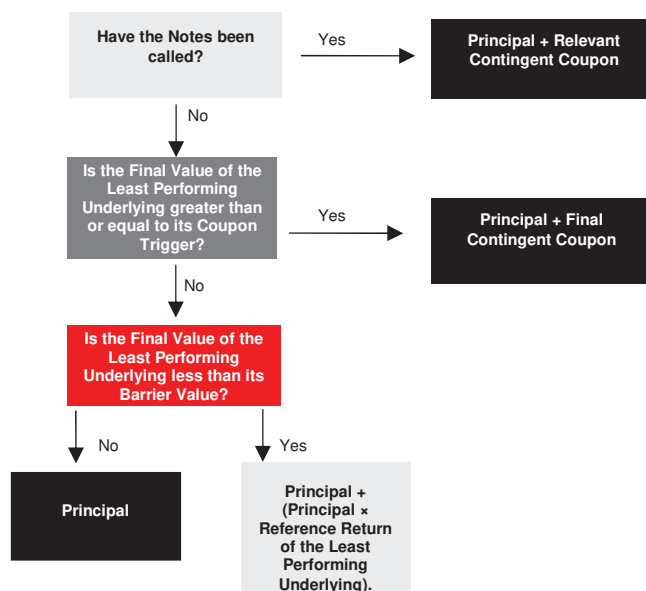 Have the Notes been
called?
Yes
Principal + Relevant
Contingent Coupon
No
Is the Final Value of the
Least Performing
Underlying greater than
or equal to its Coupon
Trigger?
Yes
Principal + Final
Contingent Coupon
No
Is the Final Value of the
Least Performing
Underlying less than its
Barrier Value?
No
Yes
Principal
Principal +
(Principal ×
Reference Return
of the Least
Performing
Underlying).